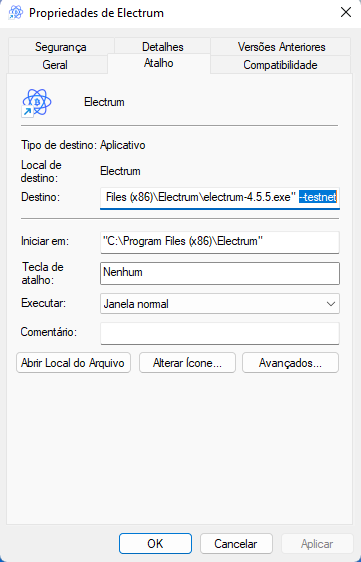 Propriedades de Electrum
Segurança Detalhes Versões Anteriores
Geral Atalho Compatibilidade
Electrum
Tipo de destino: Aplicativo
Local de destino: Electrum
Destino: Files (x86)\Electrum\electrum-4.5.5.exe" --testnet
Iniciar em: "C:\Program Files (x86)\Electrum"
Tecla de atalho: Nenhum
Executar: Janela normal
Comentário:
Abrir Local do Arquivo Alterar Ícone... Avançados...
OK Cancelar Aplicar